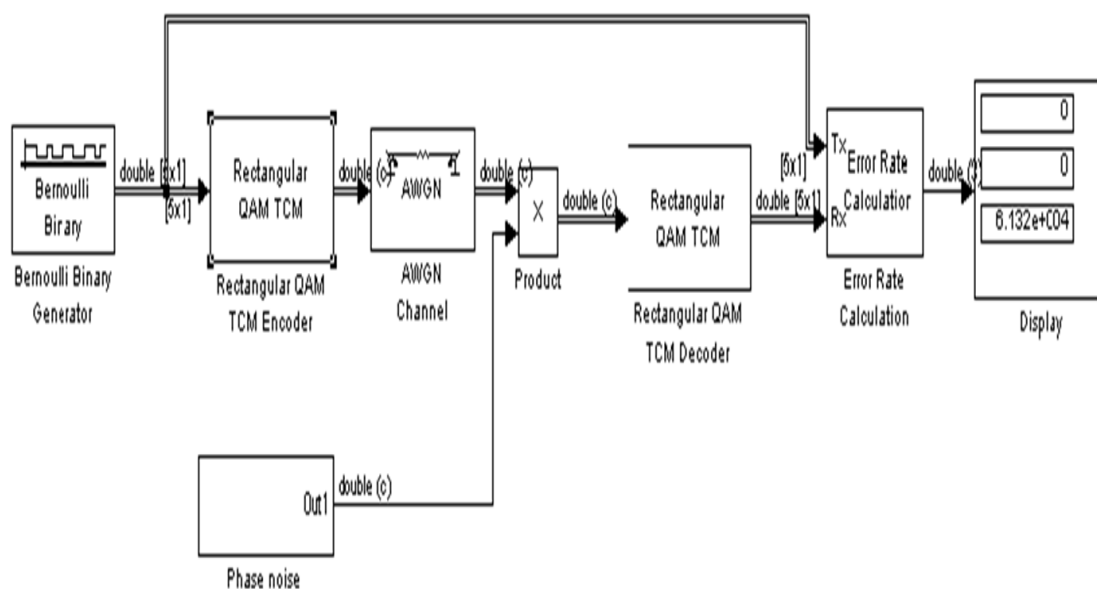 Bernoulli
Binary
Bernoulli Binary
Generator
double [5x1]
[5x1]
Rectangular
QAM TCM
Rectangular QAM
TCM Encoder
double (c)
AWGN
AWGN
Channel
double (c)
X
Product
double (c)
Rectangular
QAM TCM
Rectangular QAM
TCM Decoder
double [5x1]
[5x1]
Tx
Rx
Error Rate
Calculation
Error Rate
Calculation
double (3)
0
0
6.132e+004
Display
Out1
double (c)
Phase noise